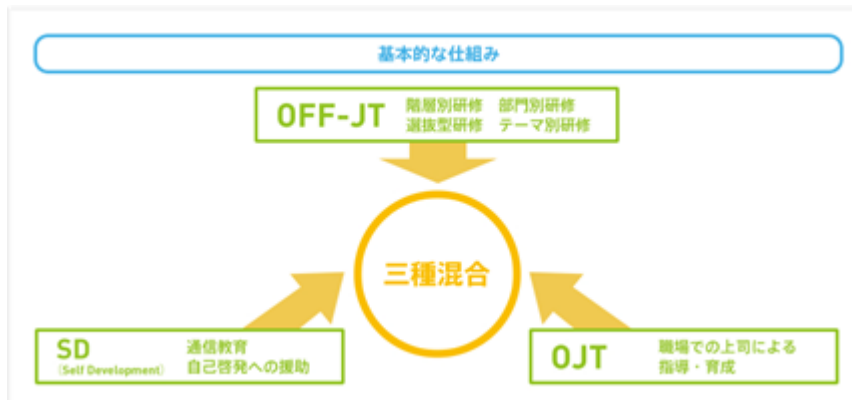 基本的な仕組み
OFF-JT
階層別研修 部門別研修
選抜型研修 テーマ別研修
三種混合
SD
(Self Development)
通信教育
自己啓発への援助
OJT
職場での上司による
指導・育成